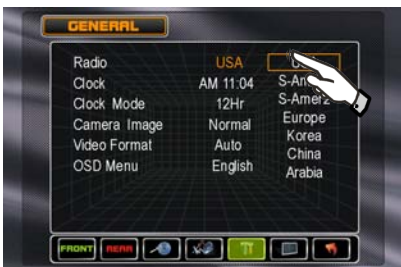 GENERAL
Radio USA
Clock AM 11:04 S-Am
Clock Mode 12Hr S-Amer2
Camera Image Normal Europe
Video Format Auto Korea
OSD Menu English China
Arabia
FRONT REAR